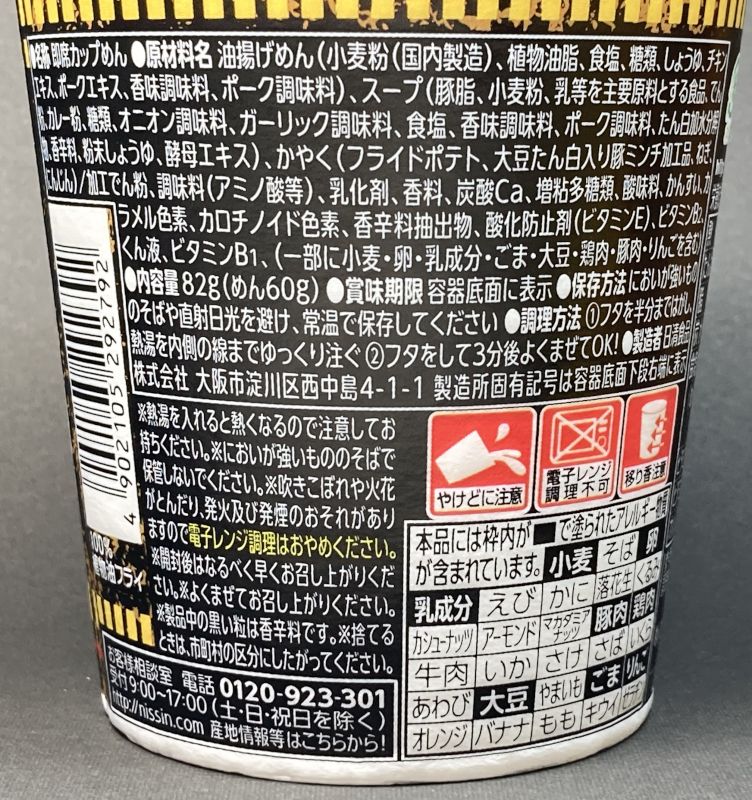 ●名称 即席カップめん ●原材料名 油揚げめん(小麦粉(国内製造)、植物油脂、食塩、糖類、しょうゆ、チキン
エキス、ポークエキス、香味調味料、ポーク調味料)、スープ(豚脂、小麦粉、乳等を主要原料とする食品、でん
粉、カレー粉、糖類、オニオン調味料、ガーリック調味料、食塩、香味調味料、ポーク調味料、たん白加水分解
物、香辛料、粉末しょうゆ、酵母エキス)、かやく(フライドポテト、大豆たん白入り豚ミンチ加工品、ねぎ、
にんじん)/加工でん粉、調味料(アミノ酸等)、乳化剤、香料、炭酸Ca、増粘多糖類、酸味料、かんすい、カ
ラメル色素、カロチノイド色素、香辛料抽出物、酸化防止剤(ビタミンE)、ビタミンB2、
くん液、ビタミンB1、(一部に小麦・卵・乳成分・ごま・大豆・鶏肉・豚肉・りんごを含む)
●内容量 82g(めん60g) ●賞味期限 容器底面に表示 ●保存方法 においが強いもの
のそばや直射日光を避け、常温で保存してください ●調理方法 ①フタを半分まではがし、
熱湯を内側の線までゆっくり注ぐ ②フタをして3分後よくまぜてOK! ●製造者 日清食品
株式会社 大阪市淀川区西中島4-1-1 製造所固有記号は容器底面下段右端に表示
4 902105 292792
100%
植物油フライ
※熱湯を入れると熱くなるので注意してお
持ちください。※においが強いもののそばで
保管しないでください。※吹きこぼれや火花
がとんだり、発火及び発煙のおそれがあり
ますので電子レンジ調理はおやめください。
※開封後はなるべく早くお召し上がりくだ
さい。※よくまぜてお召し上がりください。
※製品中の黒い粒は香辛料です。※捨てる
ときは、市町村の区分にしたがってください。
お客様相談室 電話 0120-923-301
受付9:00~17:00(土・日・祝日を除く)
http://nissin.com 産地情報等はこちらから!
やけどに注意
電子レンジ
調理不可
移り香注意
本品には枠内が■で塗られたアレルギー物質
が含まれています。 小麦 そば 卵
乳成分 えび かに 落花生 くるみ
カシューナッツ アーモンド マカダミアナッツ 豚肉 鶏肉
牛肉 いか さけ さば いくら
あわび 大豆 やまいも ごま りんご
オレンジ バナナ もも キウイ ゼラチン